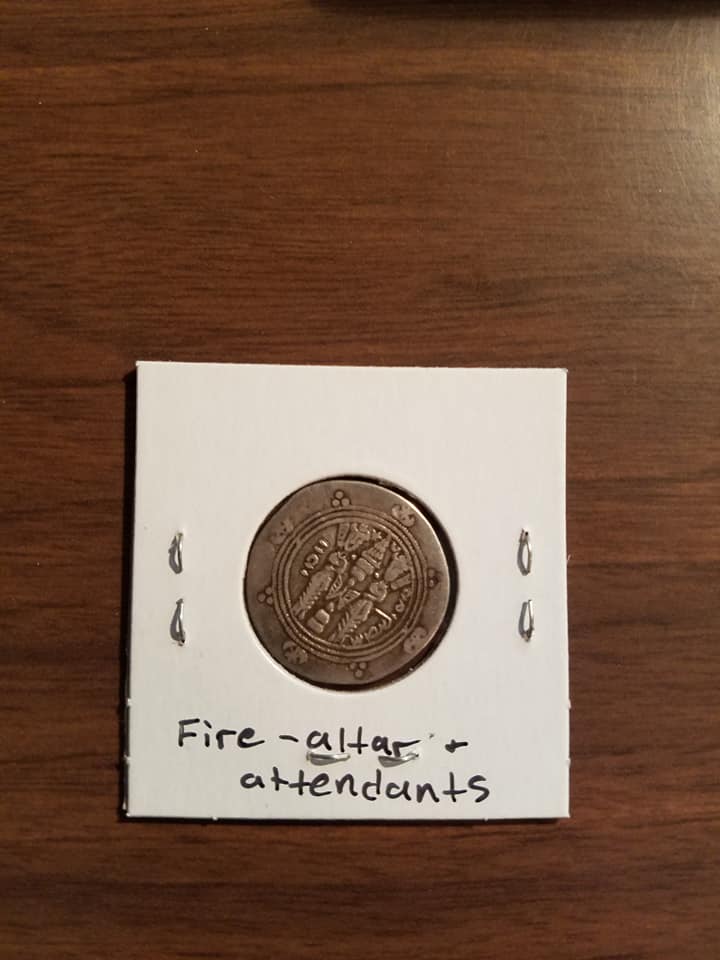 Fire - altar +
attendants